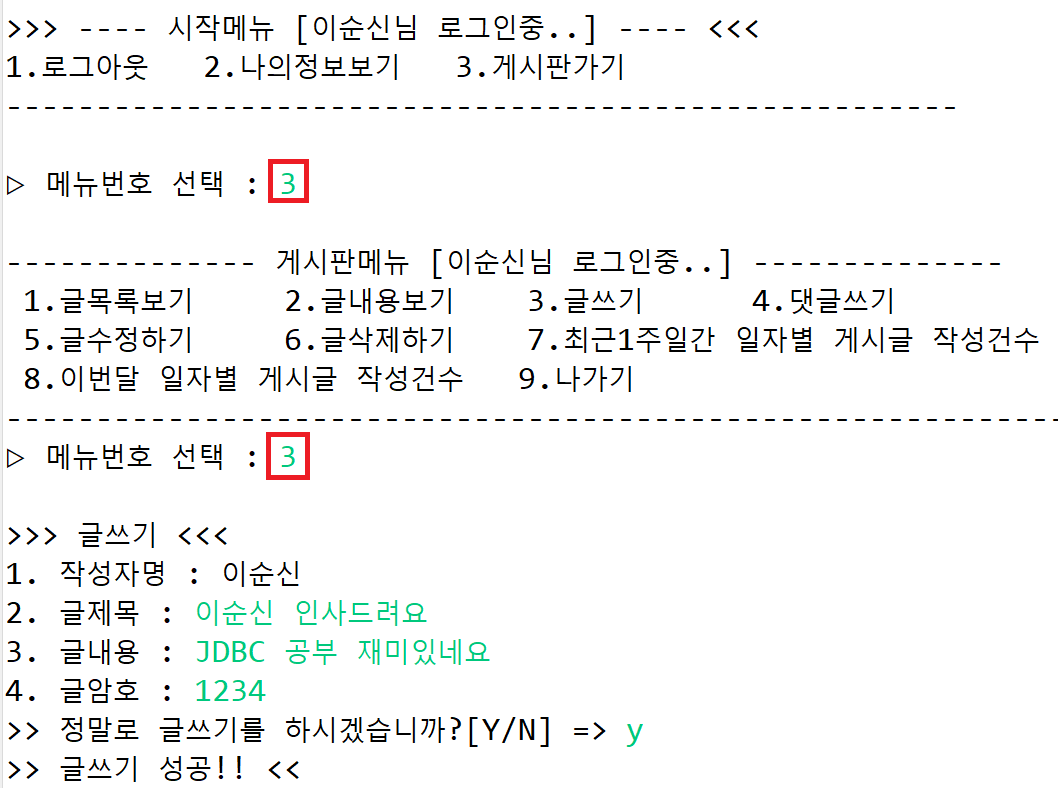 >>> ---- 시작메뉴 [이순신님 로그인중..] ---- <<<
1.로그아웃   2.나의정보보기   3.게시판가기
-----------------------------------------------------
▷ 메뉴번호 선택 : 3
-------------- 게시판메뉴 [이순신님 로그인중..] --------------
1.글목록보기     2.글내용보기    3.글쓰기      4.댓글쓰기
5.글수정하기     6.글삭제하기    7.최근1주일간 일자별 게시글 작성건수
8.이번달 일자별 게시글 작성건수   9.나가기
-----------------------------------------------------------
▷ 메뉴번호 선택 : 3
>>> 글쓰기 <<<
1. 작성자명 : 이순신
2. 글제목 : 이순신 인사드려요
3. 글내용 : JDBC 공부 재미있네요
4. 글암호 : 1234
>> 정말로 글쓰기를 하시겠습니까?[Y/N] => y
>> 글쓰기 성공!! <<